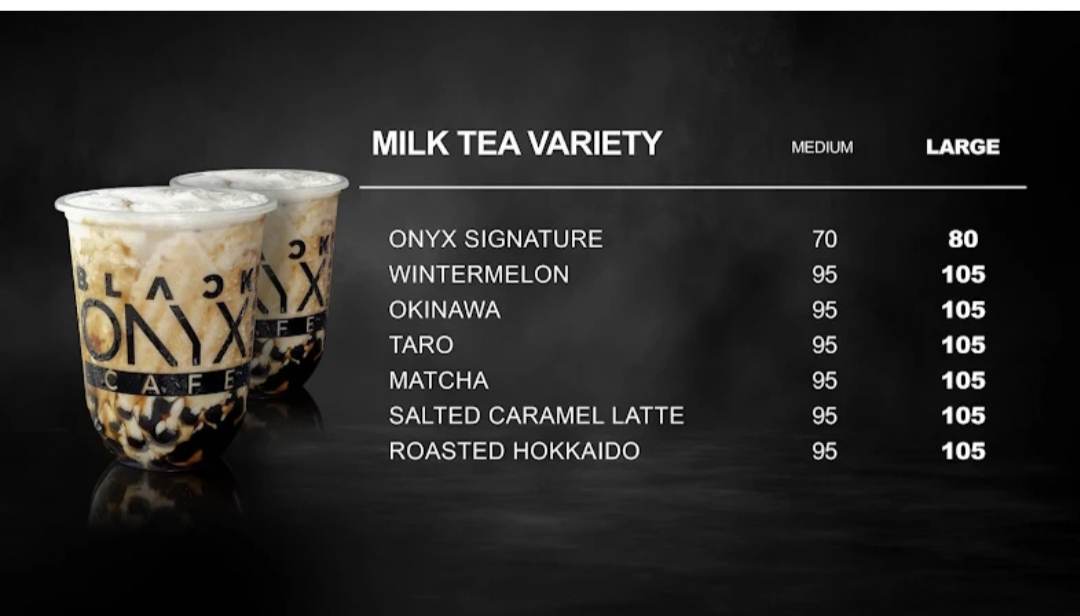 MILK TEA VARIETY MEDIUM LARGE
ONYX SIGNATURE 70 80
WINTERMELON 95 105
OKINAWA 95 105
TARO 95 105
MATCHA 95 105
SALTED CARAMEL LATTE 95 105
ROASTED HOKKAIDO 95 105
BLACK
ONYX
CAFE